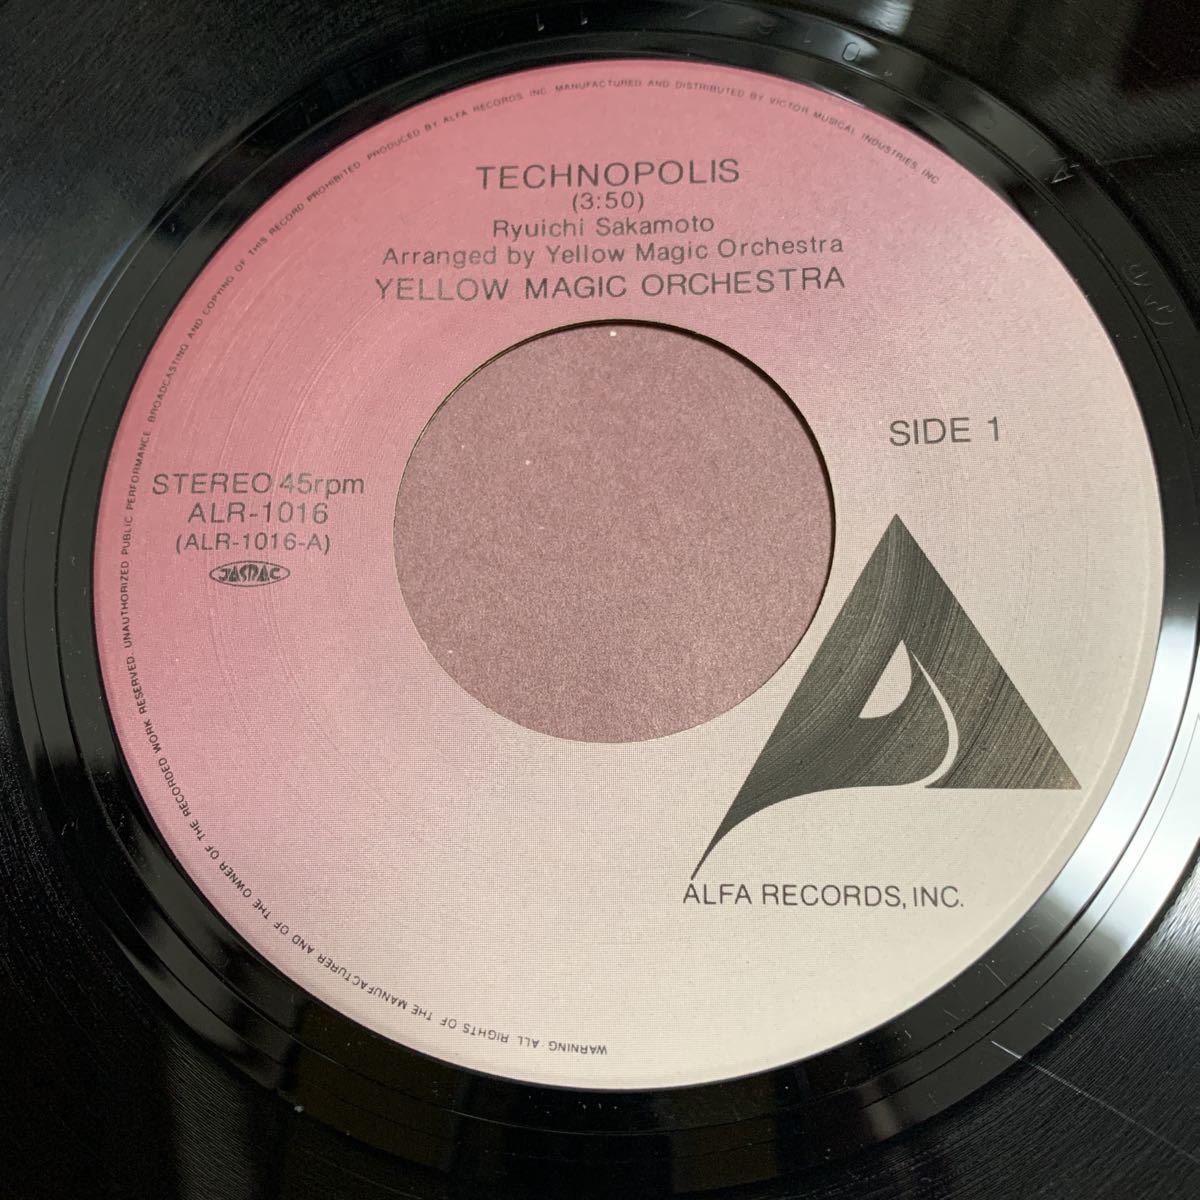 TECHNOPOLIS
(3:50)
Ryuichi Sakamoto
Arranged by Yellow Magic Orchestra
YELLOW MAGIC ORCHESTRA
SIDE 1
STEREO 45rpm
ALR-1016
(ALR-1016-A)
JASRAC
ALFA RECORDS, INC.
WARNING. ALL RIGHTS OF THE MANUFACTURER AND OF THE OWNER OF THE RECORDED WORK RESERVED. UNAUTHORIZED PUBLIC PERFORMANCE BROADCASTING AND COPYING OF THIS RECORD PROHIBITED. PRODUCED BY ALFA RECORDS, INC. MANUFACTURED AND DISTRIBUTED BY VICTOR MUSICAL INDUSTRIES, INC